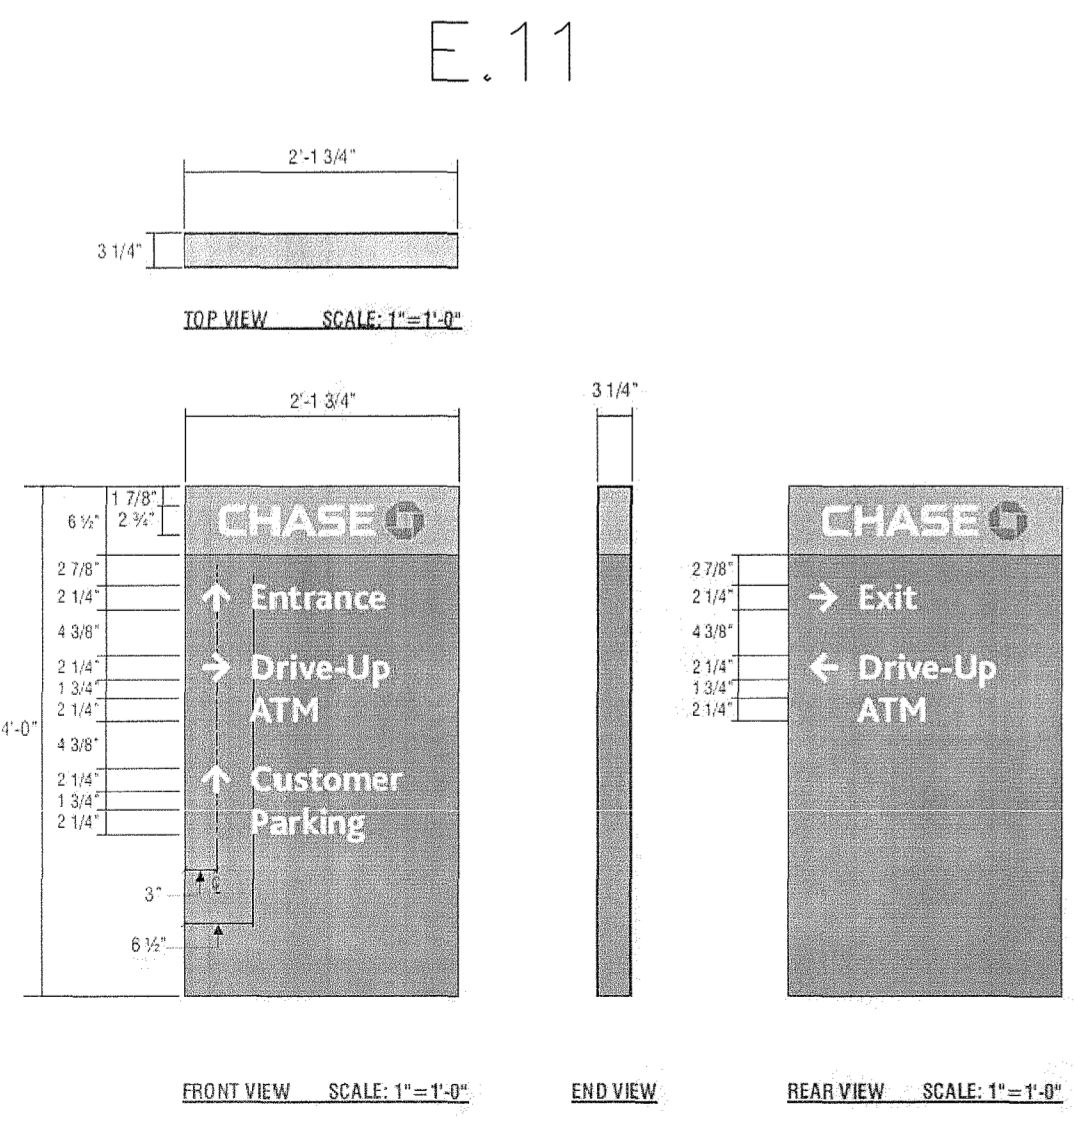 E.11
2'-1 3/4"
3 1/4"
TOP VIEW SCALE: 1"=1'-0"
2'-1 3/4"
3 1/4"
1 7/8"
6 ½"
2 ¾"
CHASE
CHASE
2 7/8"
2 1/4"
4 3/8"
2 1/4"
1 3/4"
2 1/4"
4 3/8"
2 1/4"
1 3/4"
2 1/4"
4'-0"
↑ Entrance
→ Drive-Up
ATM
↑ Customer
Parking
3"
℄
6 ½"
2 7/8"
2 1/4"
4 3/8"
2 1/4"
1 3/4"
2 1/4"
→ Exit
← Drive-Up
ATM
FRONT VIEW SCALE: 1"=1'-0"
END VIEW
REAR VIEW SCALE: 1"=1'-0"